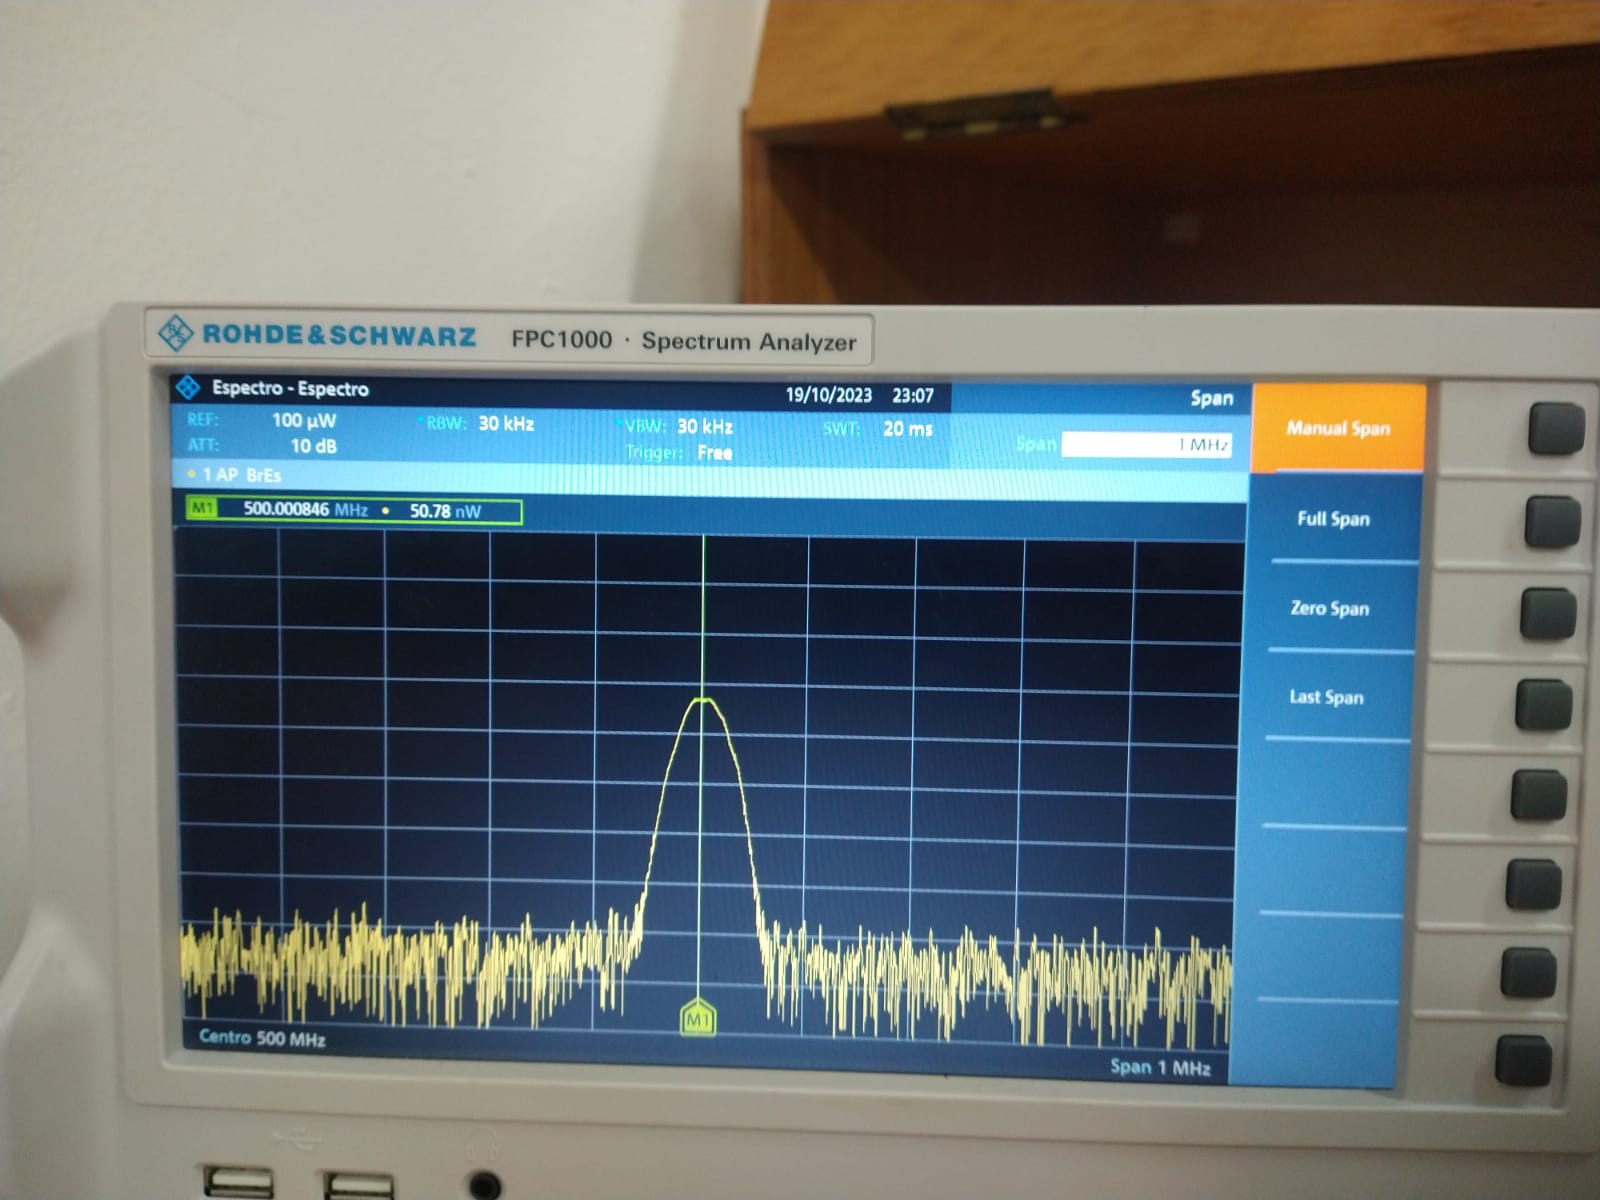 ROHDE&SCHWARZ FPC1000 · Spectrum Analyzer
Espectro - Espectro 19/10/2023 23:07 Span
REF: 100 µW RBW: 30 kHz VBW: 30 kHz SWT: 20 ms Span 1 MHz
ATT: 10 dB Trigger: Free
1 AP BrEs
M1 500.000846 MHz 50.78 nW
Manual Span
Full Span
Zero Span
Last Span
M1
Centro 500 MHz Span 1 MHz